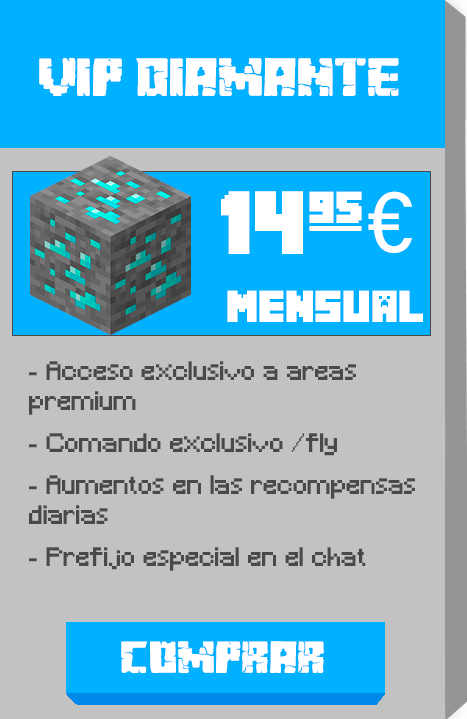 VIP DIAMANTE
14 95 €
MENSUAL
- Acceso exclusivo a areas
premium
- Comando exclusivo /fly
- Aumentos en las recompensas
diarias
- Prefijo especial en el chat
COMPRAR